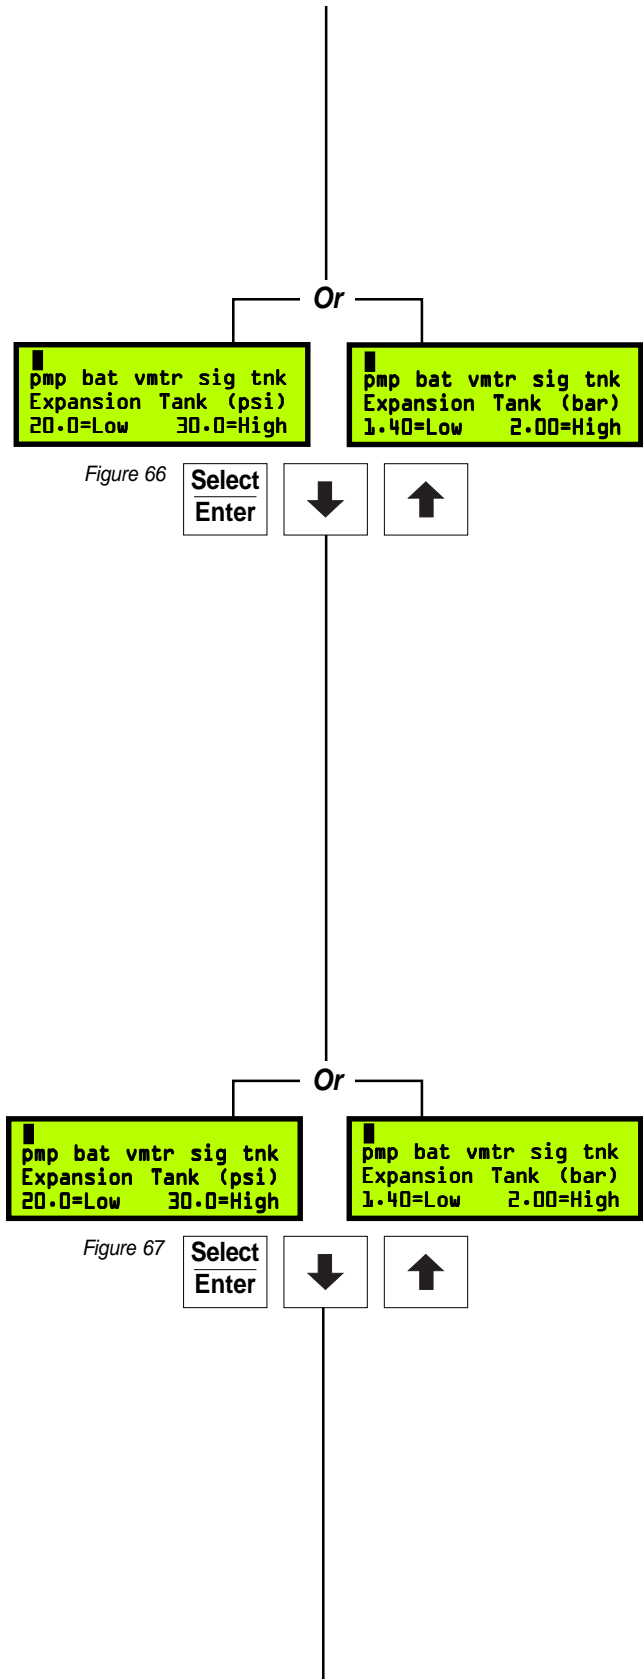 Or
pmp bat vmtr sig tnk
Expansion Tank (psi)
20.0=Low 30.0=High
pmp bat vmtr sig tnk
Expansion Tank (bar)
1.40=Low 2.00=High
Figure 66
Select
Enter
Or
pmp bat vmtr sig tnk
Expansion Tank (psi)
20.0=Low 30.0=High
pmp bat vmtr sig tnk
Expansion Tank (bar)
1.40=Low 2.00=High
Figure 67
Select
Enter